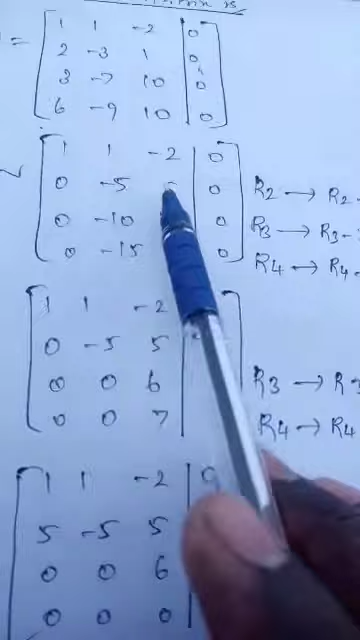 1 1 -2 0
2 -3 1 0
3 -7 10 0
6 -9 10 0
1 1 -2 0
0 -5 0 R2 → R2 -
0 -10 0 R3 → R3 -
0 -15 0 R4 → R4 -
1 1 -2
0 -5 5
0 0 6 R3 → R3
0 0 7 R4 → R4
1 1 -2 0
5 -5 5
0 0 6
0 0 0